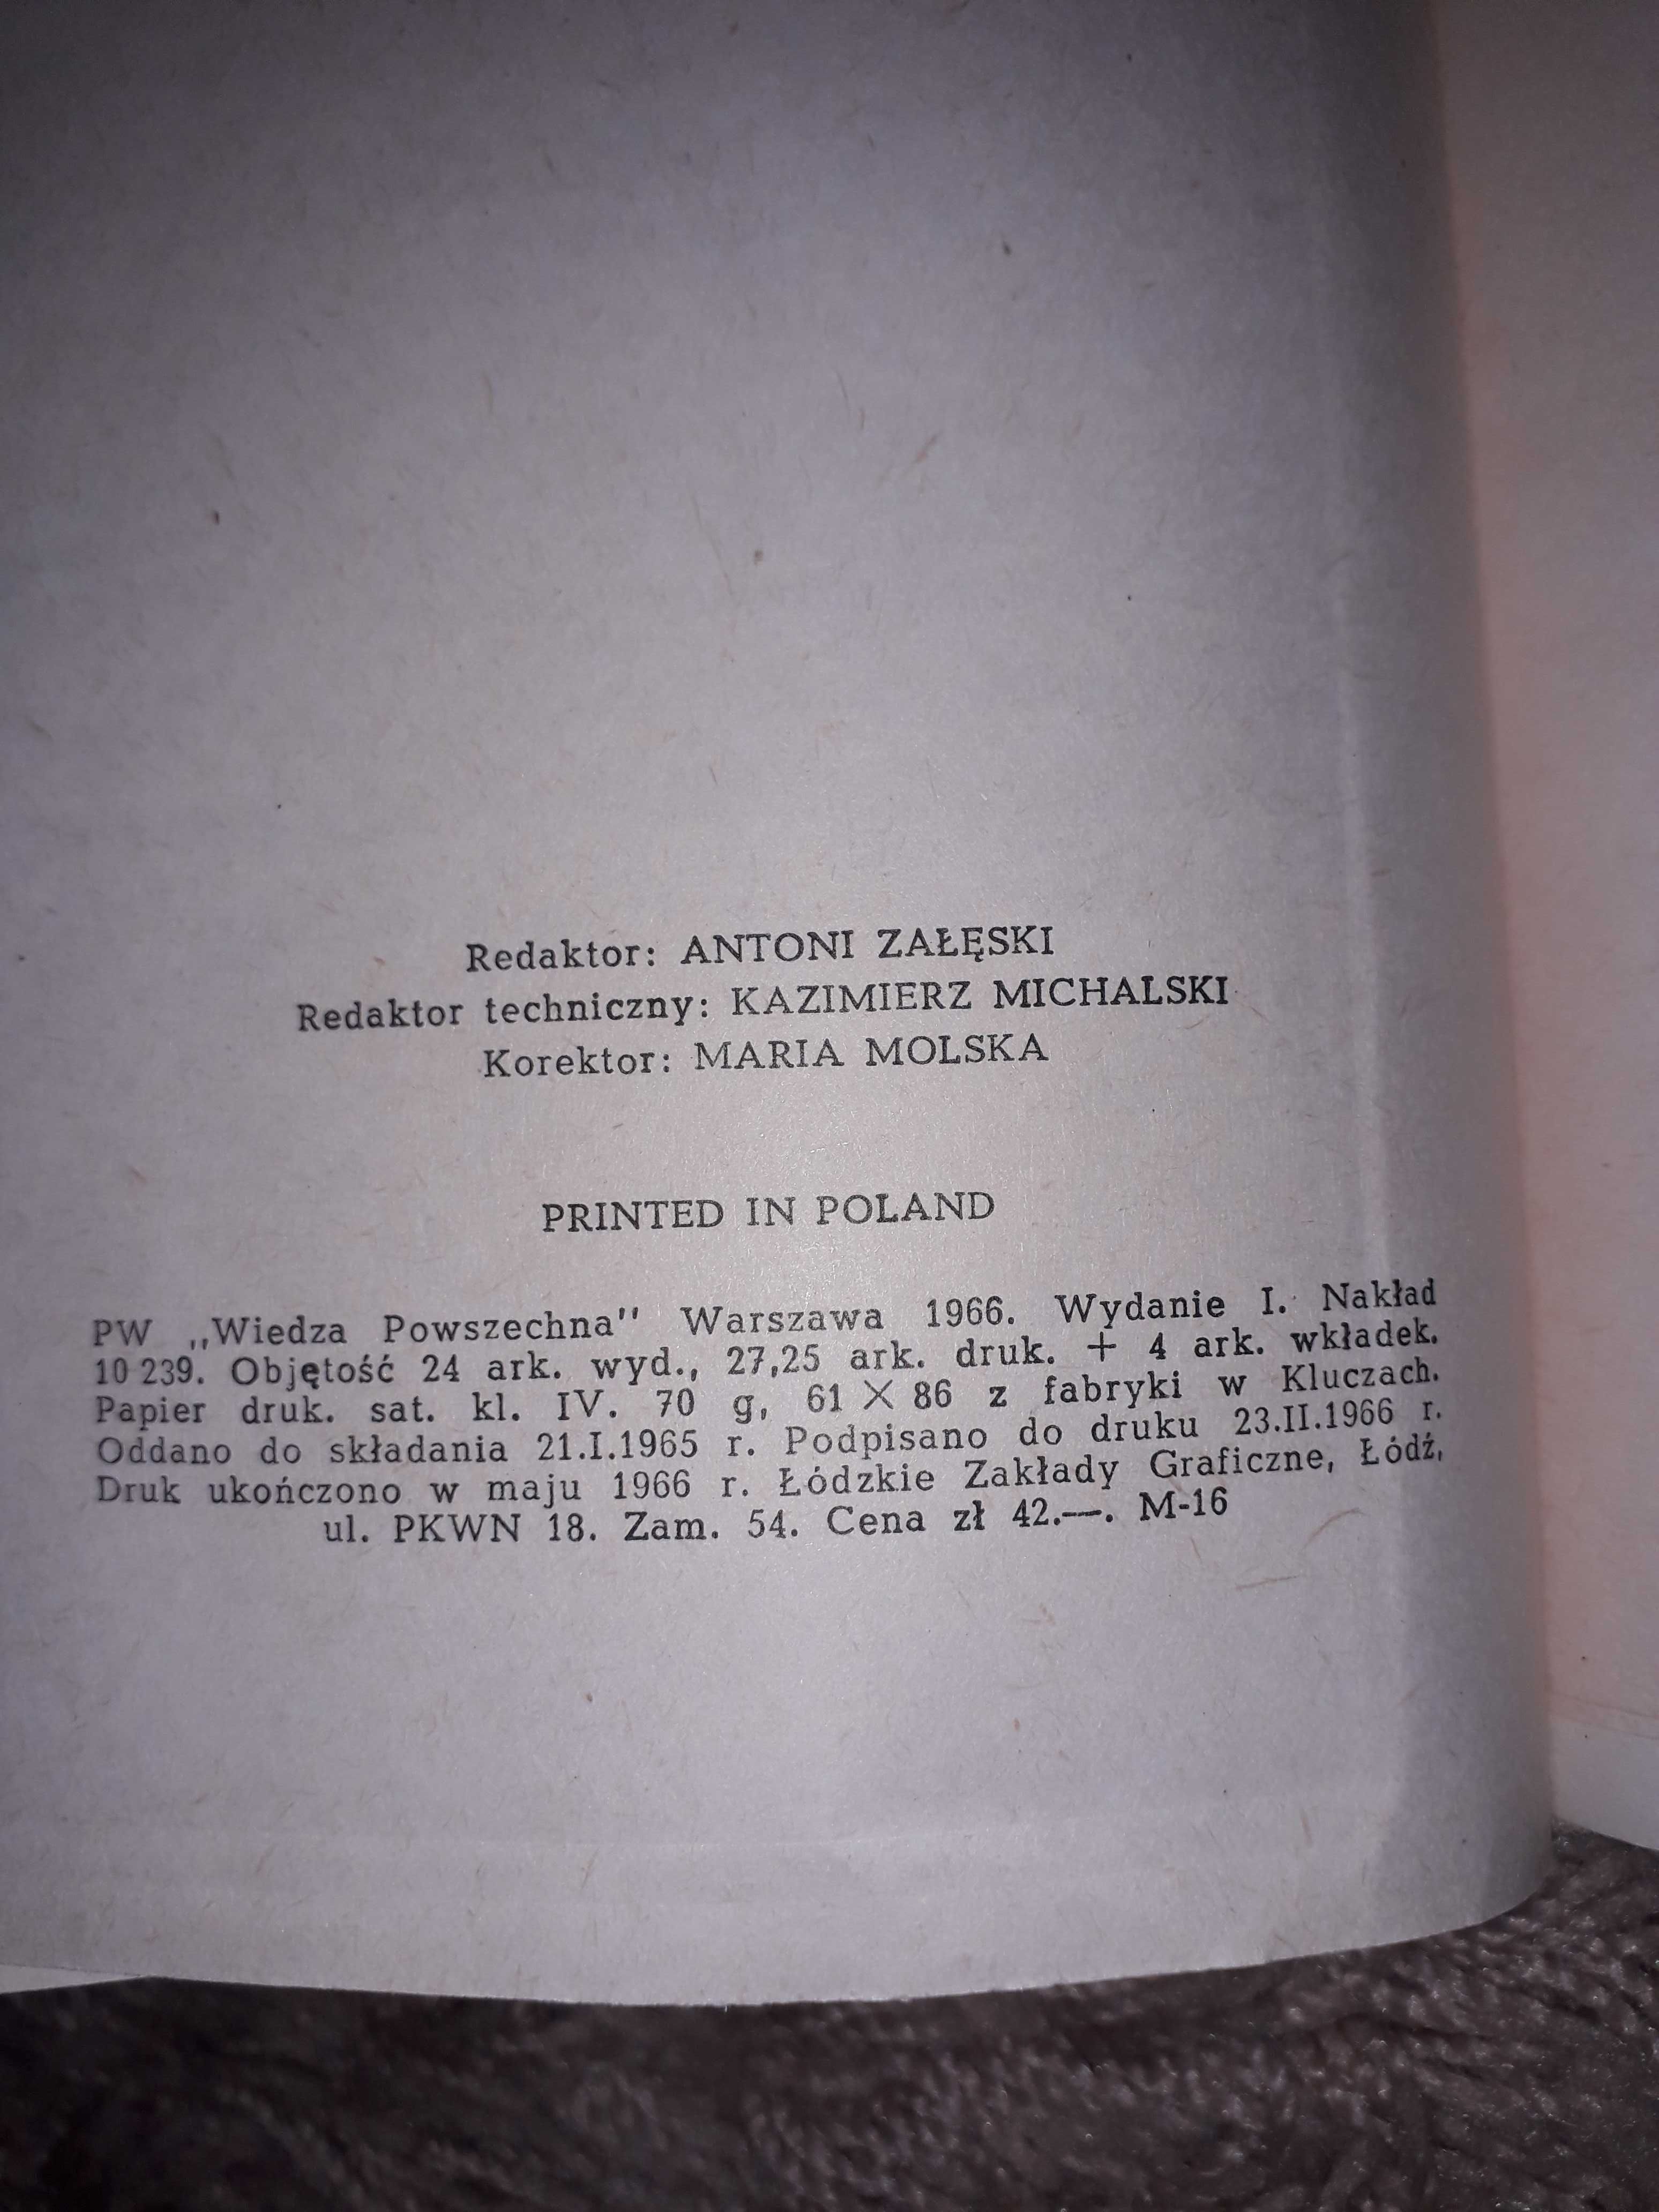 Redaktor: ANTONI ZAŁĘSKI
Redaktor techniczny: KAZIMIERZ MICHALSKI
Korektor: MARIA MOLSKA
PRINTED IN POLAND
PW ,,Wiedza Powszechna" Warszawa 1966. Wydanie I. Nakład
10 239. Objętość 24 ark. wyd., 27,25 ark. druk. + 4 ark. wkładek.
Papier druk. sat. kl. IV. 70 g, 61 × 86 z fabryki w Kluczach.
Oddano do składania 21.I.1965 r. Podpisano do druku 23.II.1966 r.
Druk ukończono w maju 1966 r. Łódzkie Zakłady Graficzne, Łódź,
ul. PKWN 18. Zam. 54. Cena zł 42.—. M-16